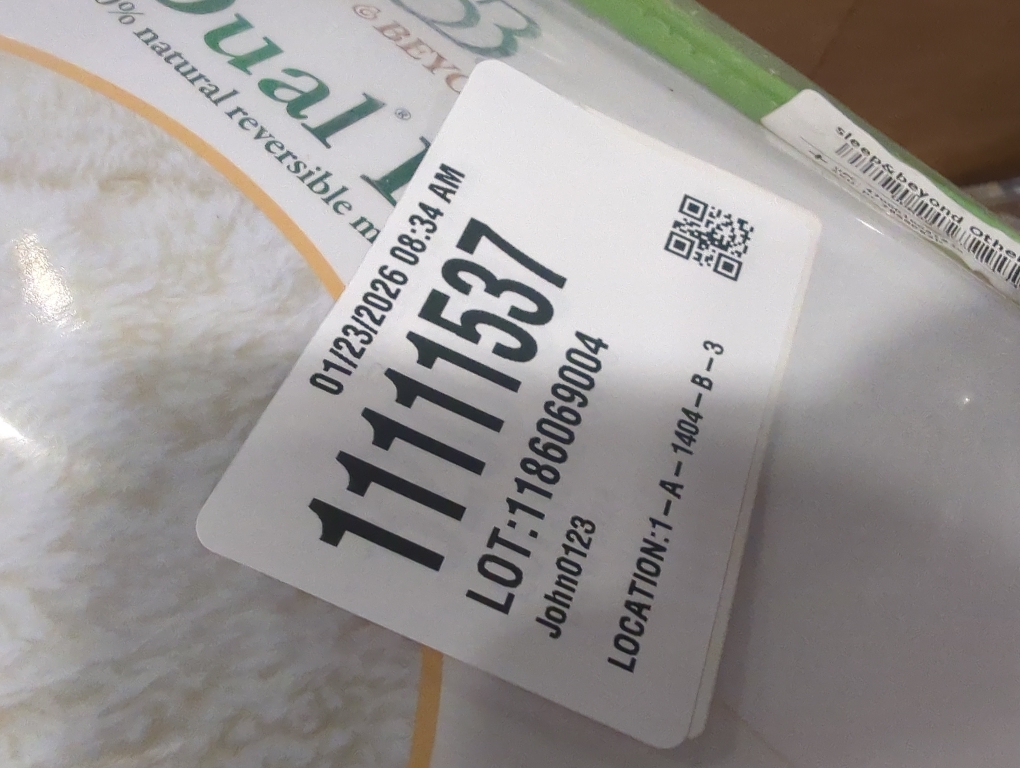 Dual
% natural reversible
& BEYO
01/23/2026 08:34 AM
1111537
LOT:1186069004
John0123
LOCATION:1-A-1404-B-3
sleep&beyond Other